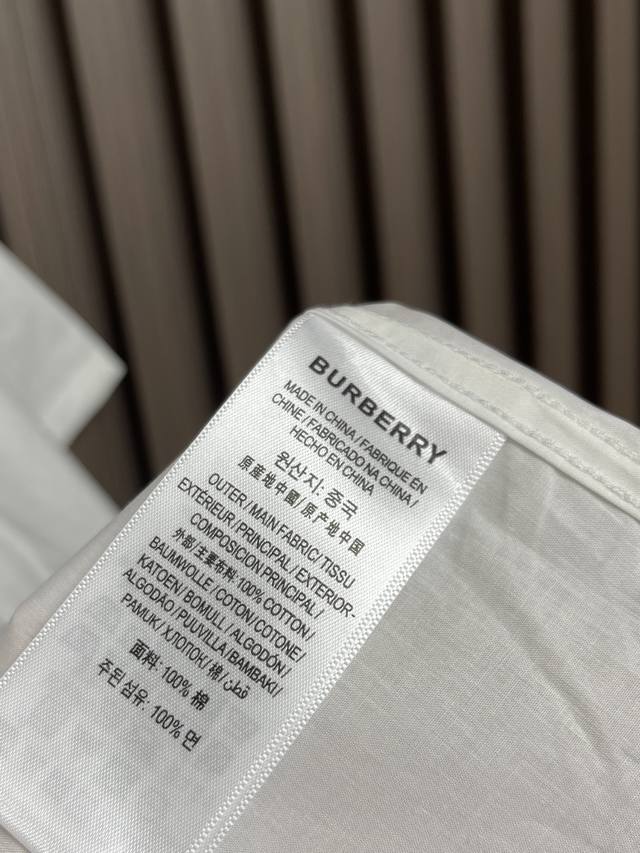 BURBERRY
MADE IN CHINA / FABRIQUE EN
CHINE / FABRICADO NA CHINA /
HECHO EN CHINA
원산지: 중국
原産地中国 / 原产地中国
OUTER / MAIN FABRIC / TISSU
EXTÉRIEUR / PRINCIPAL / EXTERIOR-
COMPOSICION PRINCIPAL /
外部 / 主要布料: 100% COTTON /
BAUMWOLLE / COTON / COTONE /
KATOEN / BOMULL / ALGODÓN /
ALGODÃO / PUUVILLA / BAMBAKI /
PAMUK / ХЛОПОК / 棉 / قطن
面料: 100% 棉
주된 섬유: 100% 면